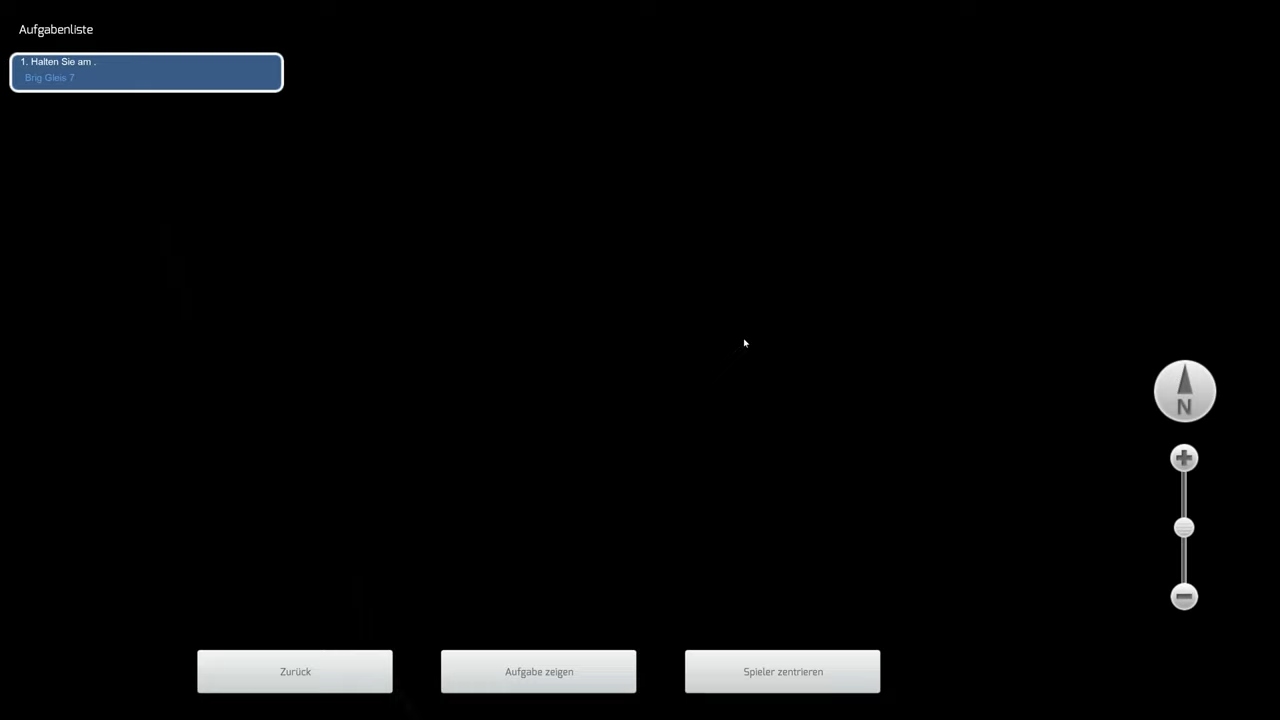 Aufgabenliste
1. Halten Sie am .
Brig Gleis 7
N
Zurück
Aufgabe zeigen
Spieler zentrieren